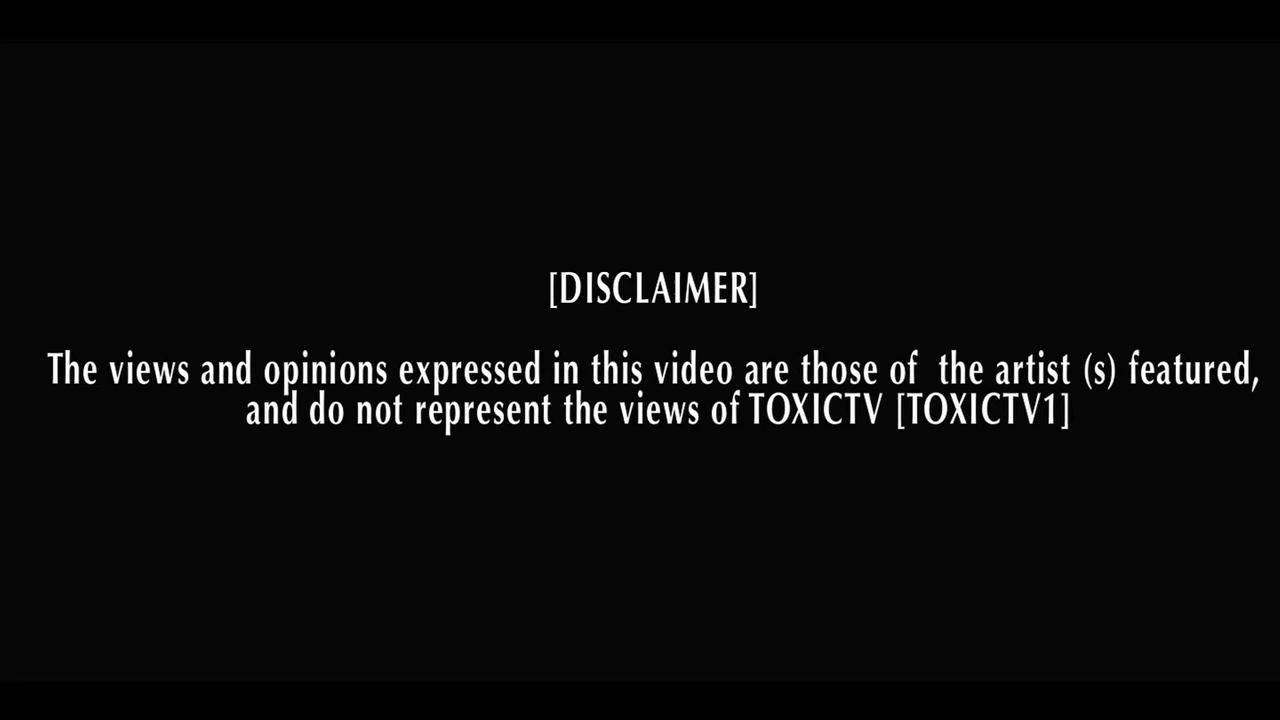 [DISCLAIMER]
The views and opinions expressed in this video are those of  the artist (s) featured,
and do not represent the views of TOXICTV [TOXICTV1]